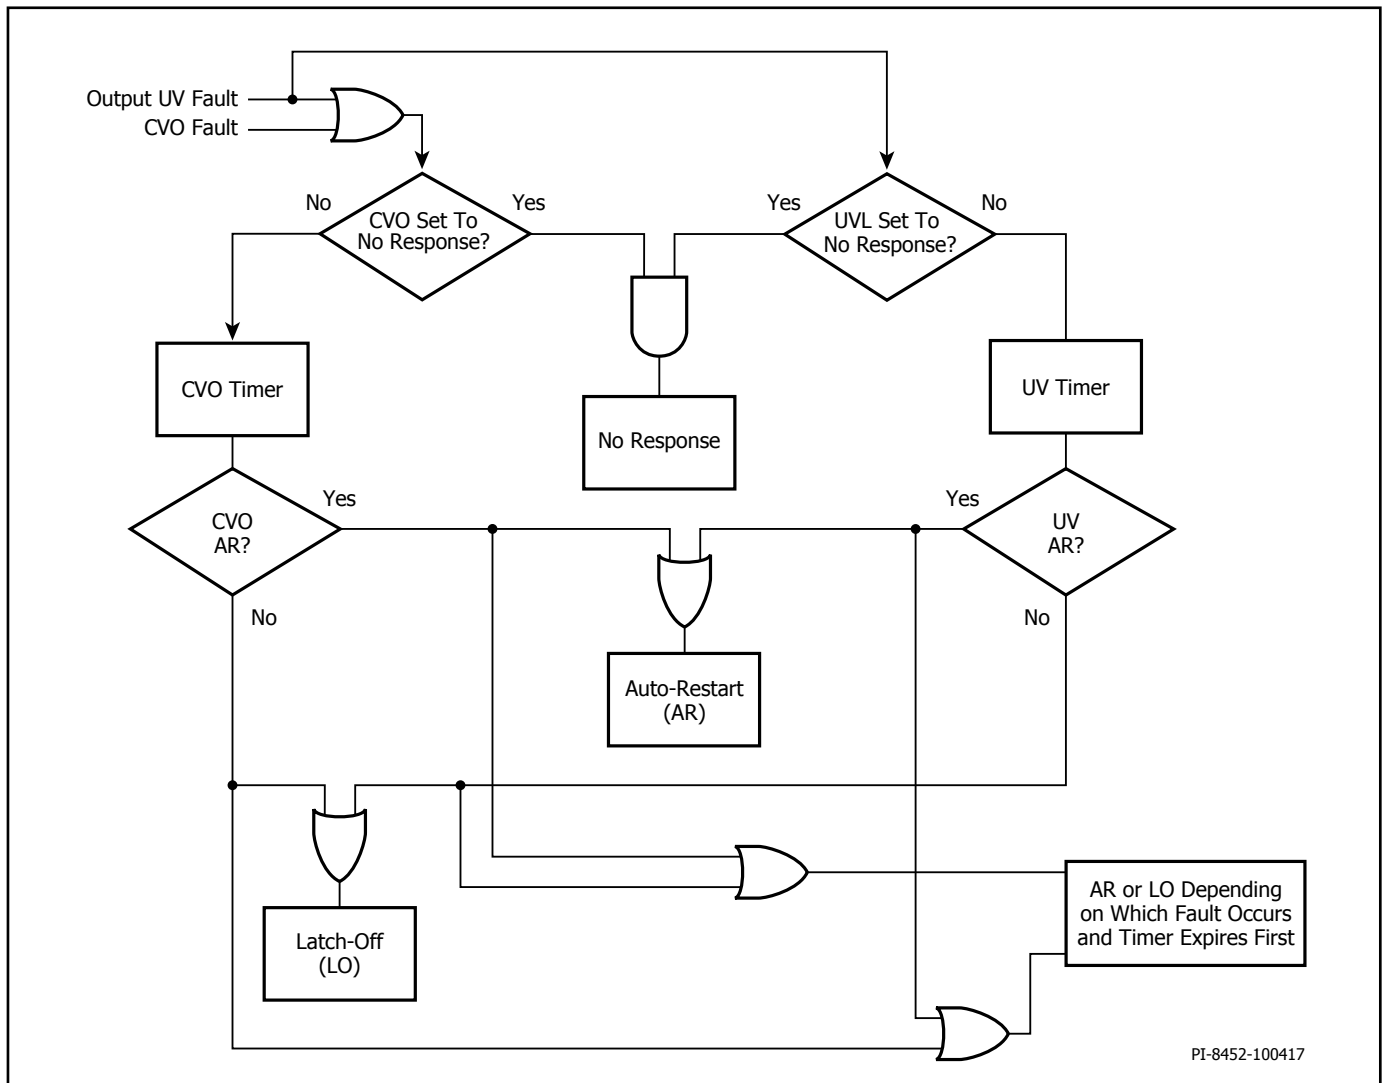 Output UV Fault
CVO Fault
No
Yes
Yes
No
CVO Set To
No Response?
UVL Set To
No Response?
CVO Timer
UV Timer
No Response
Yes
Yes
CVO
AR?
UV
AR?
No
No
Auto-Restart
(AR)
AR or LO Depending
on Which Fault Occurs
and Timer Expires First
Latch-Off
(LO)
PI-8452-100417